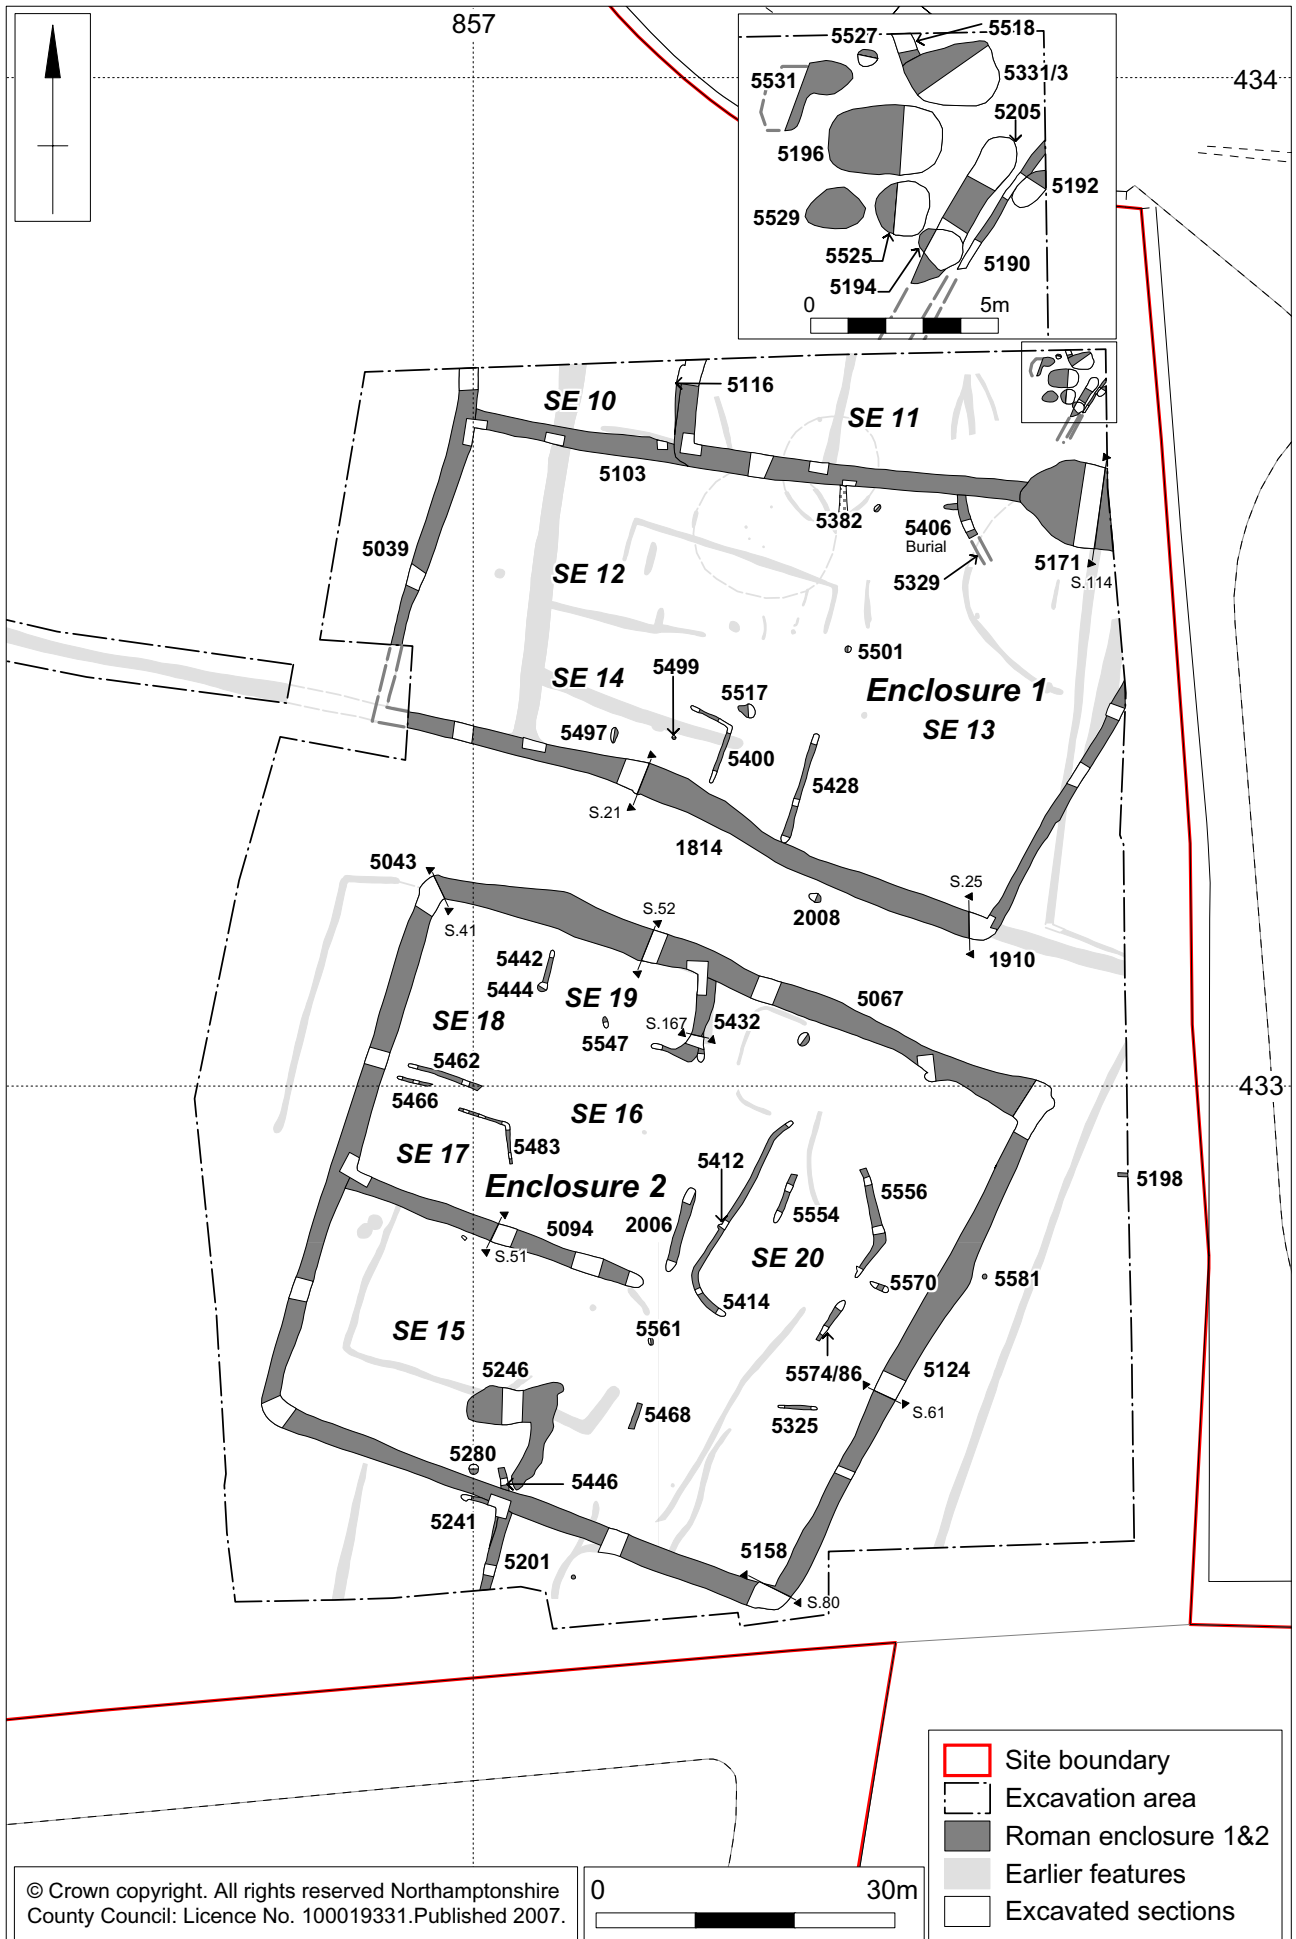 857
5527
5518
5531
5331/3
434
5205
5196
5192
5529
5525
5190
5194
0
5m
5116
SE 10
SE 11
5103
5382
5406
Burial
5039
5171
S.114
SE 12
5329
5501
5499
SE 14
5517
Enclosure 1
5497
SE 13
5400
5428
S.21
1814
5043
S.25
S.52
2008
S.41
1910
5442
5444
SE 19
5067
SE 18
S.167
5432
5547
5462
433
5466
SE 16
5483
SE 17
5412
5198
Enclosure 2
5556
5554
2006
5094
S.51
SE 20
5570
5581
5414
SE 15
5561
5246
5574/86
5124
5468
5325
S.61
5280
5446
5241
5201
5158
S.80
Site boundary
Excavation area
Roman enclosure 1&2
Earlier features
Excavated sections
© Crown copyright. All rights reserved Northamptonshire
County Council: Licence No. 100019331.Published 2007.
0
30m